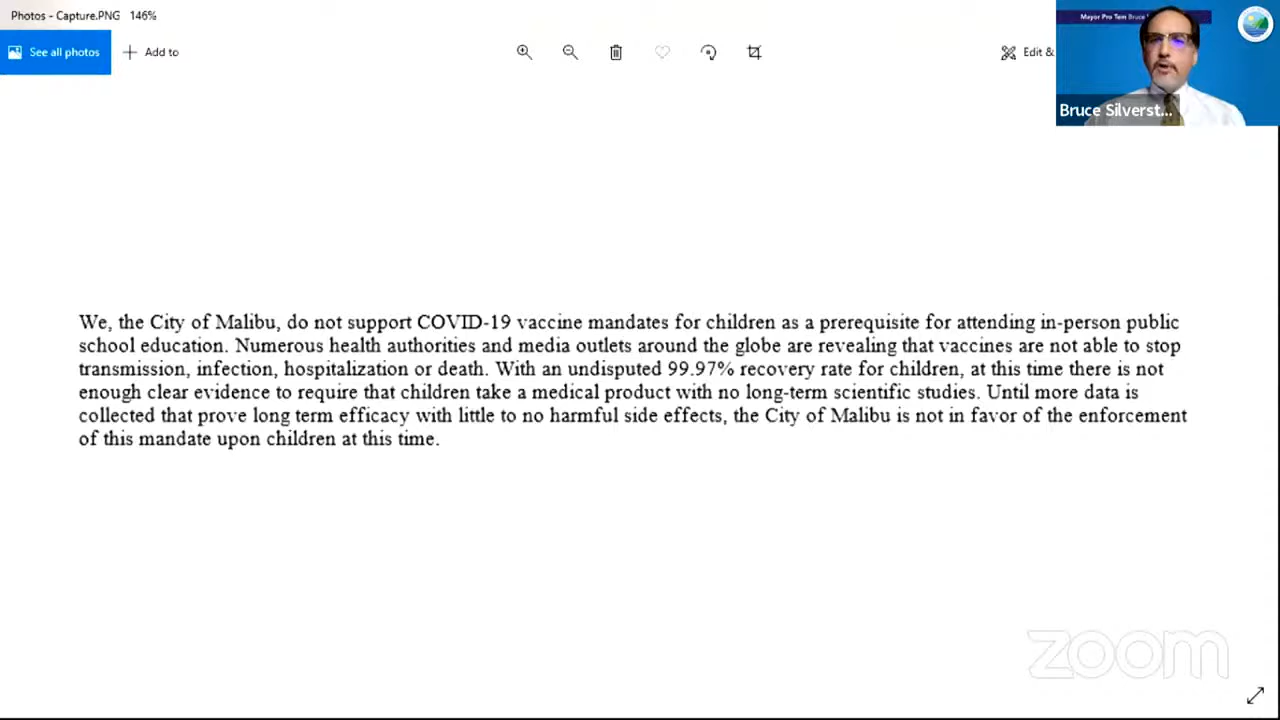 Photos - Capture.PNG 146%
See all photos
Add to
Edit &
Mayor Pro Tem Bruce
Bruce Silverst...
We, the City of Malibu, do not support COVID-19 vaccine mandates for children as a prerequisite for attending in-person public
school education. Numerous health authorities and media outlets around the globe are revealing that vaccines are not able to stop
transmission, infection, hospitalization or death. With an undisputed 99.97% recovery rate for children, at this time there is not
enough clear evidence to require that children take a medical product with no long-term scientific studies. Until more data is
collected that prove long term efficacy with little to no harmful side effects, the City of Malibu is not in favor of the enforcement
of this mandate upon children at this time.
zoom